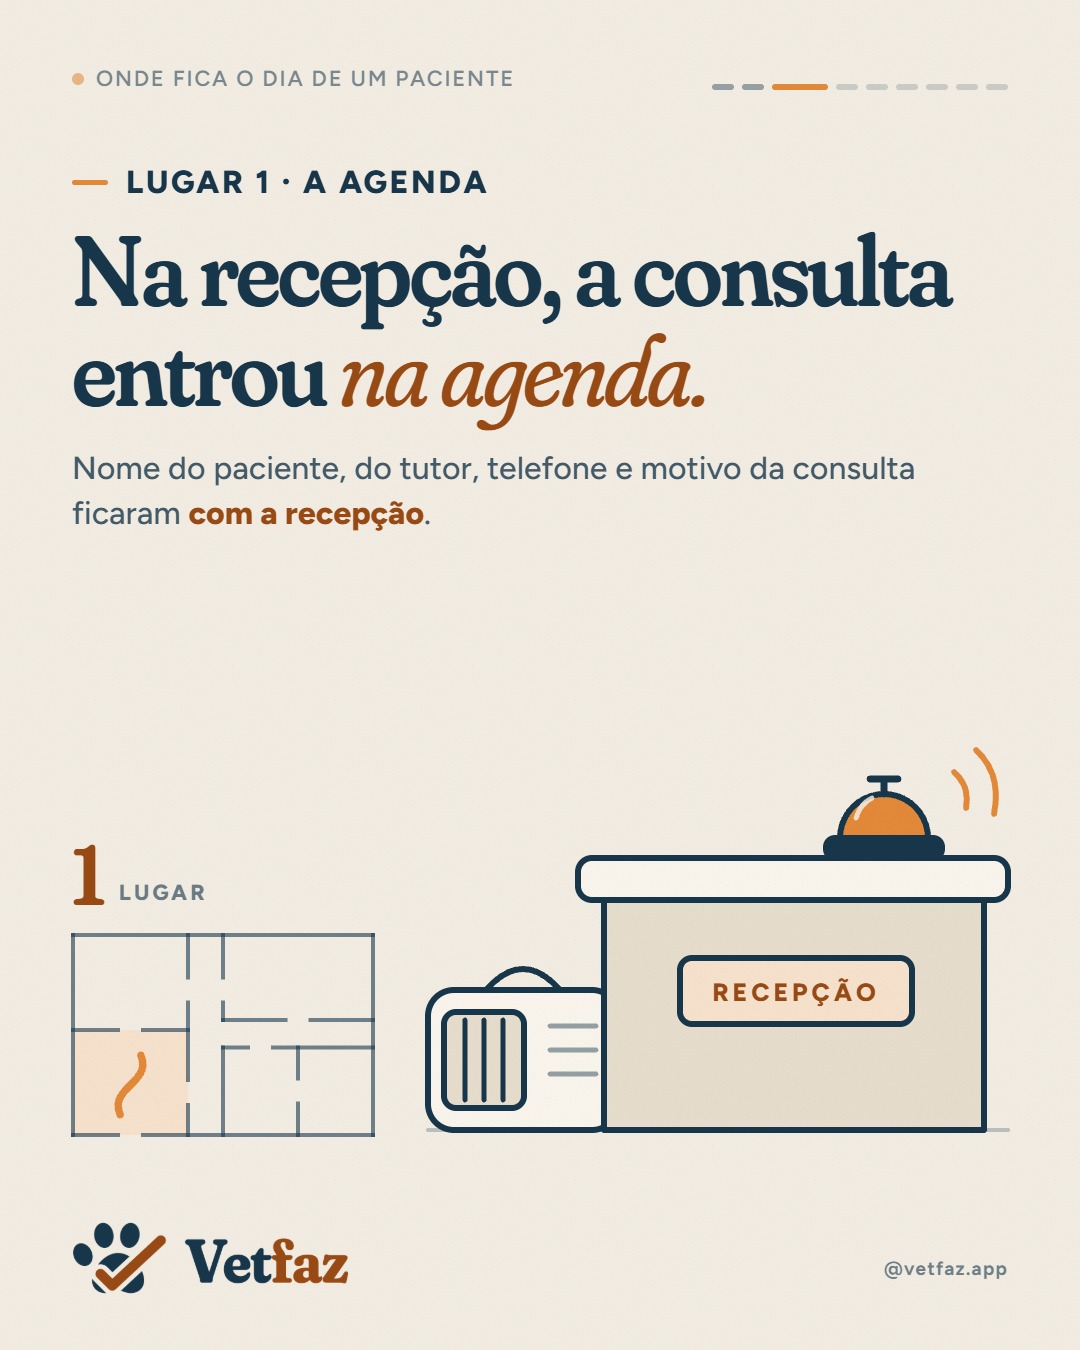 ONDE FICA O DIA DE UM PACIENTE
LUGAR 1 · A AGENDA
Na recepção, a consulta
entrou na agenda.
Nome do paciente, do tutor, telefone e motivo da consulta
ficaram com a recepção.
1 LUGAR
RECEPÇÃO
Vetfaz
@vetfaz.app